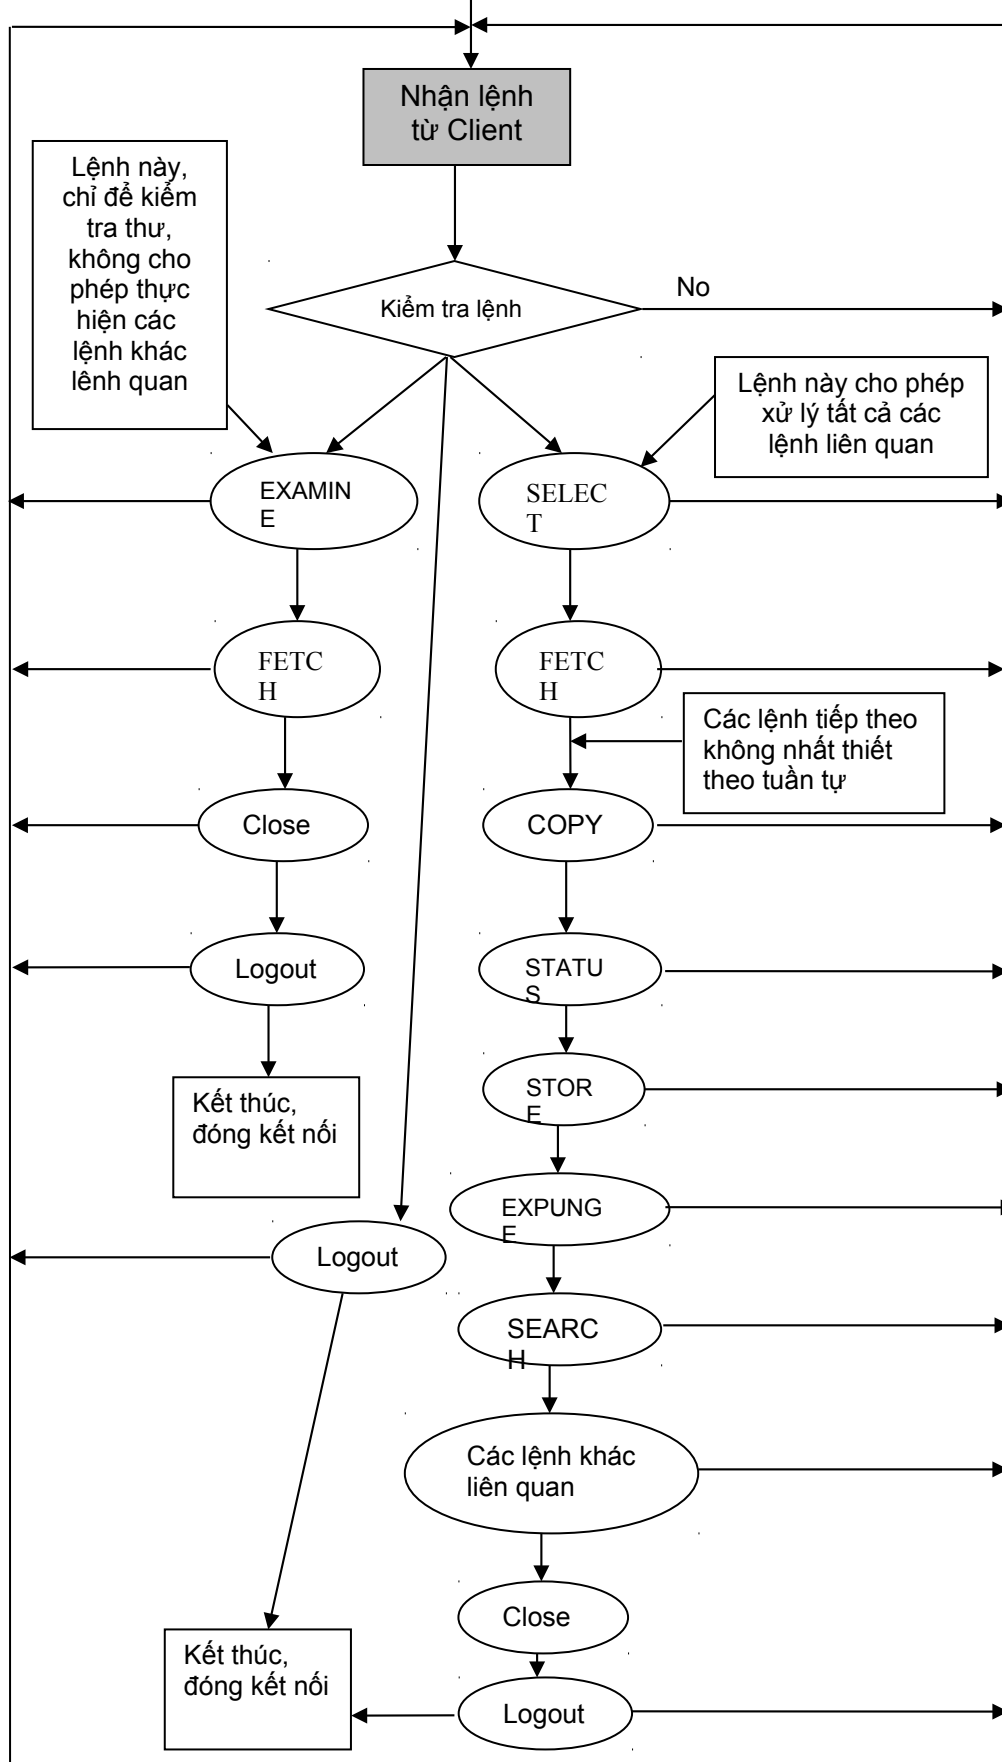 Nhận lệnh
từ Client
Lệnh này,
chỉ để kiểm
tra thư,
không cho
phép thực
hiện các
lệnh khác
lênh quan
Kiểm tra lệnh
No
Lệnh này cho phép
xử lý tất cả các
lệnh liên quan
EXAMIN
E
SELEC
T
FETC
H
FETC
H
Các lệnh tiếp theo
không nhất thiết
theo tuần tự
Close
COPY
Logout
STATU
S
Kết thúc,
đóng kết nối
STOR
E
EXPUNG
E
Logout
SEARC
H
Các lệnh khác
liên quan
Close
Kết thúc,
đóng kết nối
Logout